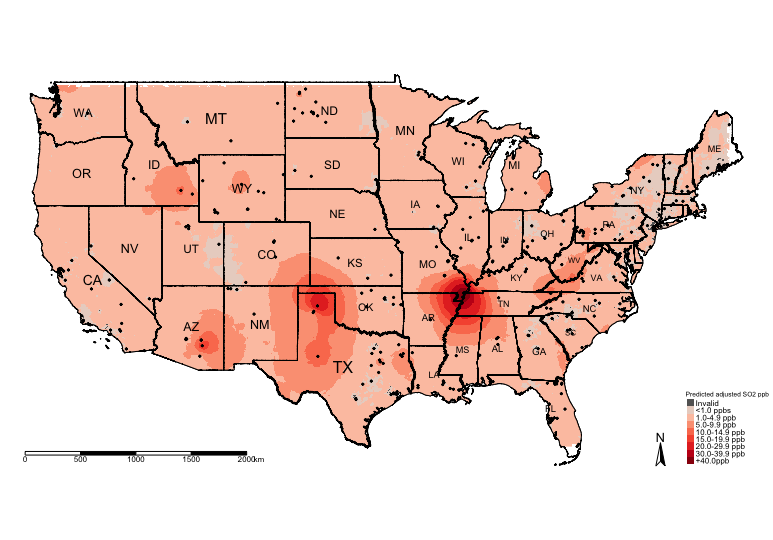 WA
MT
ND
MN
ME
OR
ID
WY
SD
WI
MI
NY
NE
IA
PA
NV
UT
CO
KS
MO
IL
IN
OH
WV
VA
KY
CA
AZ
NM
OK
AR
TN
NC
SC
TX
LA
MS
AL
GA
FL
Predicted adjusted SO2 ppb
Invalid
<1.0 ppbs
1.0-4.9 ppb
5.0-9.9 ppb
10.0-14.9 ppb
15.0-19.9 ppb
20.0-29.9 ppb
30.0-39.9 ppb
+40.0ppb
N
0 500 1000 1500 2000km